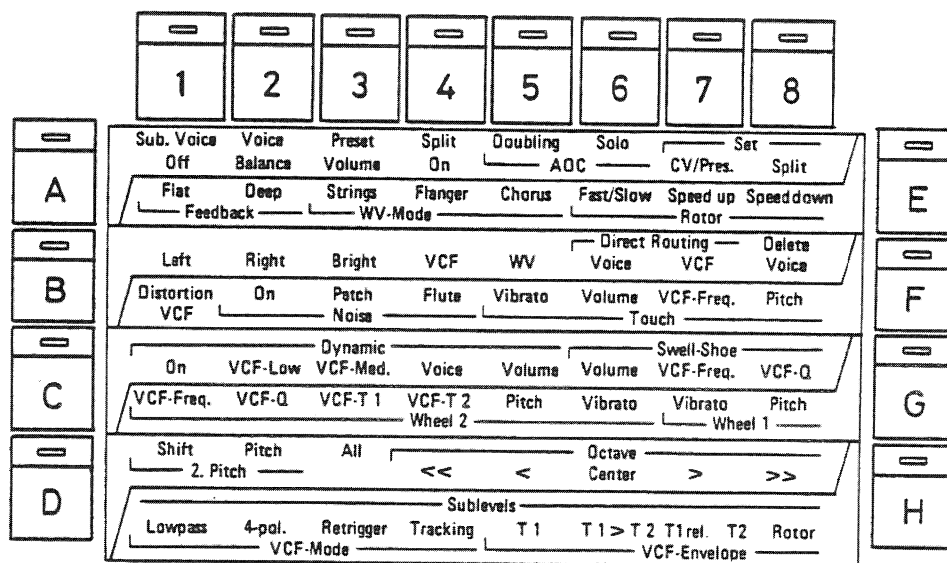 1 2 3 4 5 6 7 8
Sub. Voice Voice Preset Split Doubling Solo Set
Off Balance Volume On AOC CV/Pres. Split
A
Flat Deep Strings Flanger Chorus Fast/Slow Speed up Speed down
E
Feedback WV-Mode Rotor
Direct Routing Delete
Left Right Bright VCF WV Voice VCF Voice
B
F
Distortion On Patch Flute Vibrato Volume VCF-Freq. Pitch
VCF Noise Touch
Dynamic Swell-Shoe
On VCF-Low VCF-Med. Voice Volume Volume VCF-Freq. VCF-Q
C
G
VCF-Freq. VCF-Q VCF-T 1 VCF-T 2 Pitch Vibrato Vibrato Pitch
Wheel 2 Wheel 1
Shift Pitch All Octave
2. Pitch << < Center > >>
D
H
Sublevels
Lowpass 4-pol. Retrigger Tracking T 1 T 1 > T 2 T1 rel. T2 Rotor
VCF-Mode VCF-Envelope